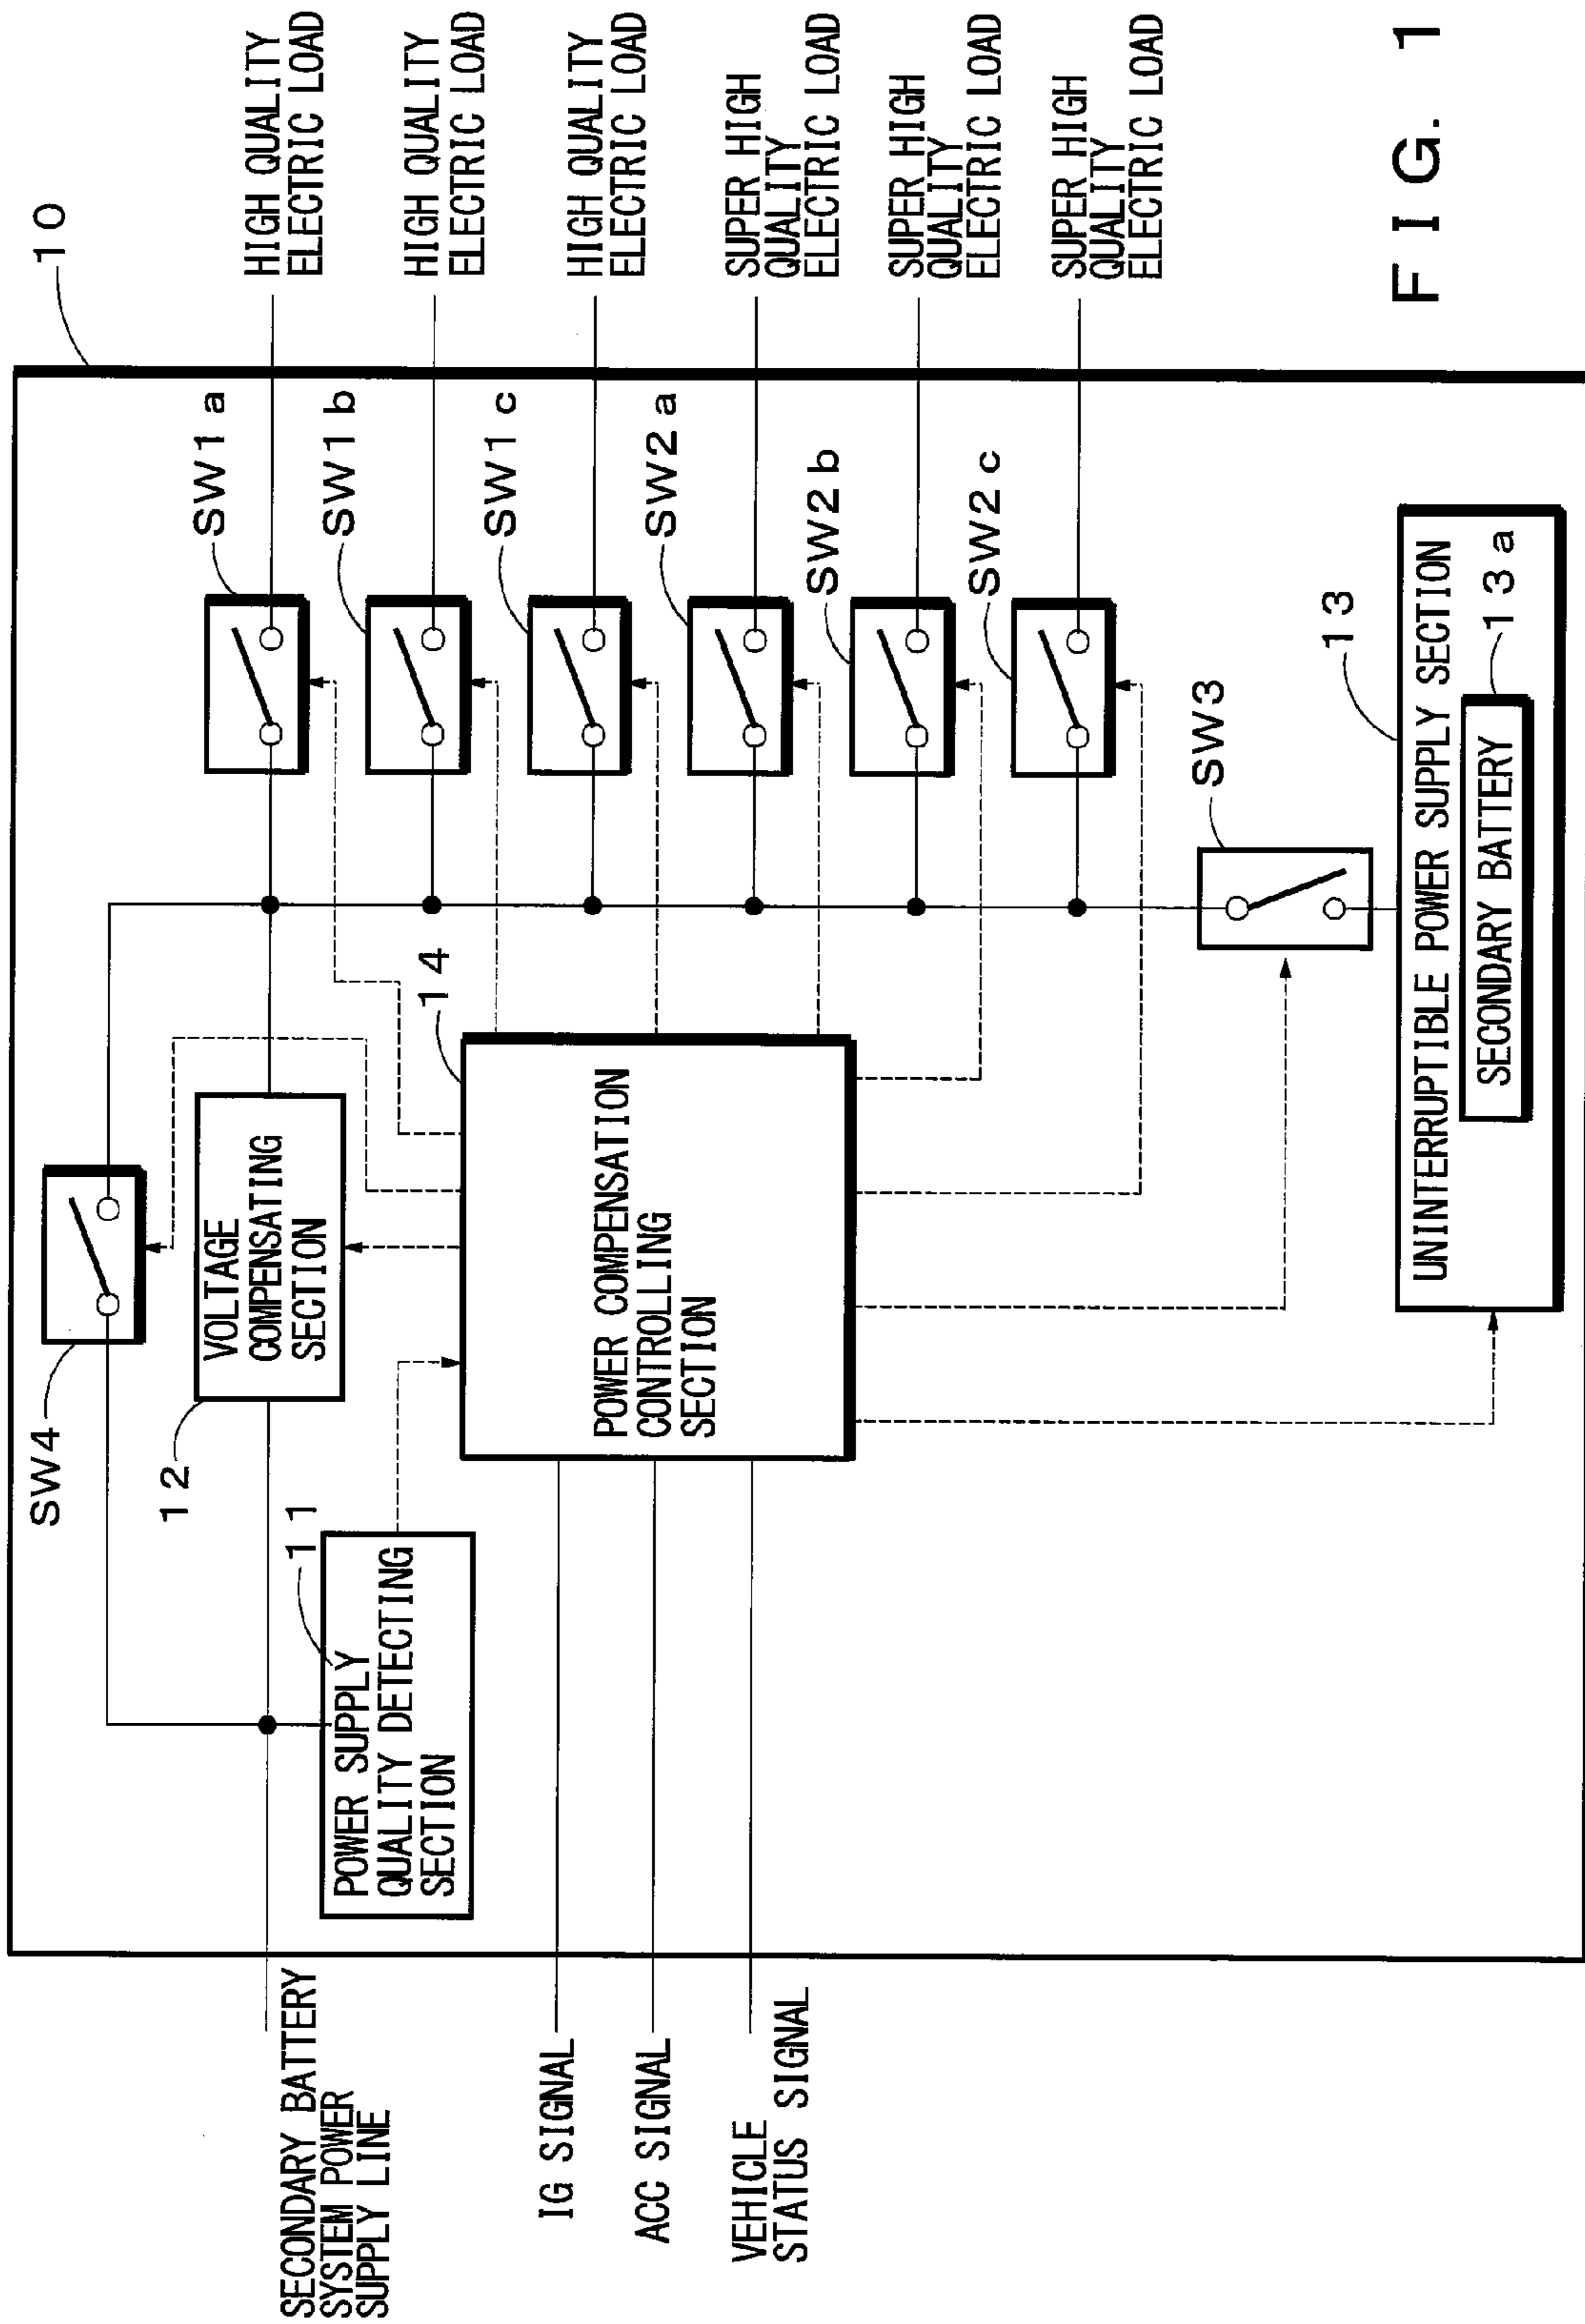 10
SW4
12
VOLTAGE
COMPENSATING
SECTION
SW1a
HIGH QUALITY
ELECTRIC LOAD
SW1b
HIGH QUALITY
ELECTRIC LOAD
SW1c
HIGH QUALITY
ELECTRIC LOAD
SW2a
SUPER HIGH
QUALITY
ELECTRIC LOAD
SW2b
SUPER HIGH
QUALITY
ELECTRIC LOAD
SW2c
SUPER HIGH
QUALITY
ELECTRIC LOAD
SECONDARY BATTERY
SYSTEM POWER
SUPPLY LINE
11
POWER SUPPLY
QUALITY DETECTING
SECTION
14
POWER COMPENSATION
CONTROLLING
SECTION
IG SIGNAL
ACC SIGNAL
VEHICLE
STATUS SIGNAL
SW3
13
UNINTERRUPTIBLE POWER SUPPLY SECTION
SECONDARY BATTERY
13a
FIG. 1